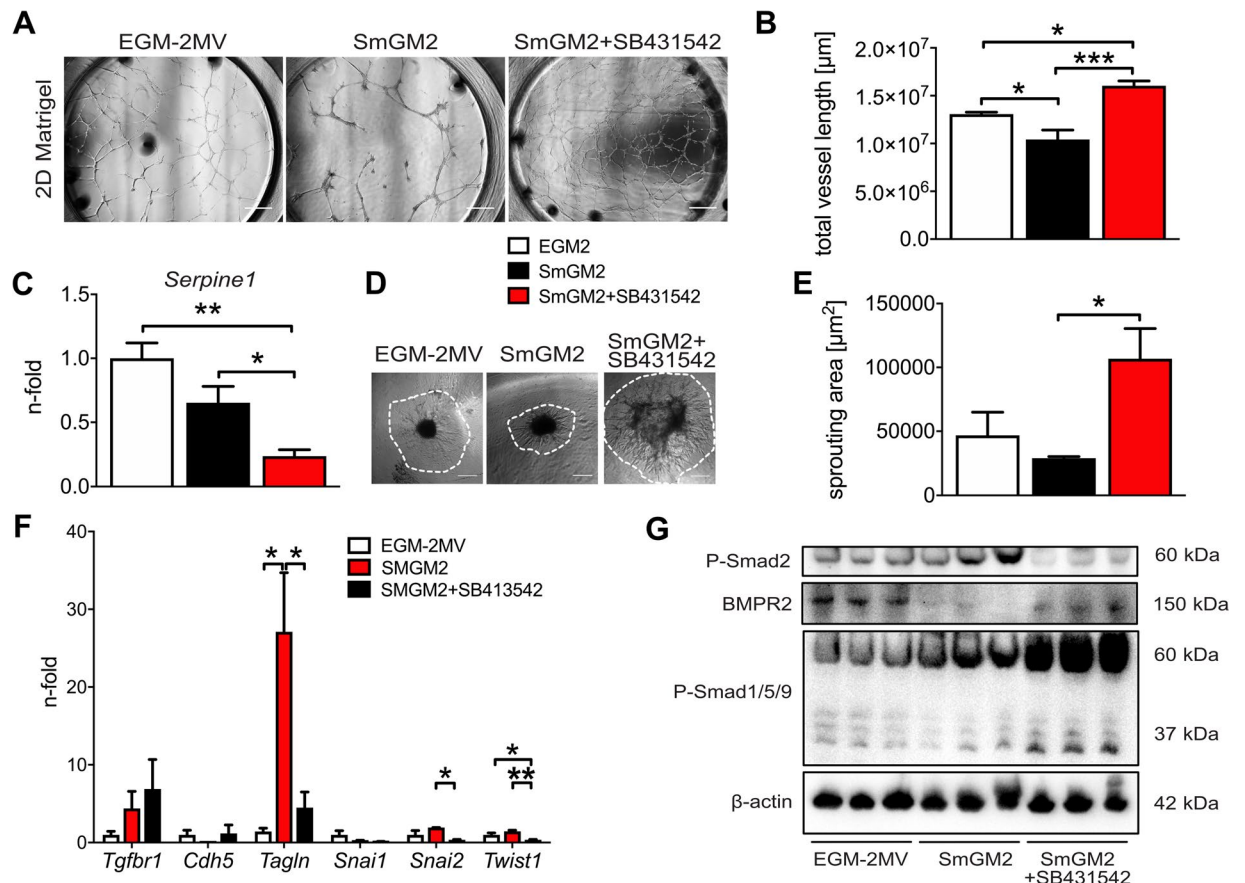 A
EGM-2MV
SmGM2
SmGM2+SB431542
2D Matrigel
B
total vessel length [µm]
2.0×10⁷
1.5×10⁷
1.0×10⁷
5.0×10⁶
0.0
*
***
*
EGM2
SmGM2
SmGM2+SB431542
C
Serpine1
n-fold
1.5
1.0
0.5
0.0
**
*
D
EGM-2MV
SmGM2
SmGM2+
SB431542
E
sprouting area [µm²]
150000
100000
50000
0
*
F
n-fold
40
30
20
10
0
EGM-2MV
SMGM2
SMGM2+SB413542
* *
*
*
**
Tgfbr1 Cdh5 Tagln Snai1 Snai2 Twist1
G
P-Smad2
60 kDa
BMPR2
150 kDa
60 kDa
P-Smad1/5/9
37 kDa
β-actin
42 kDa
EGM-2MV
SmGM2
SmGM2
+SB431542